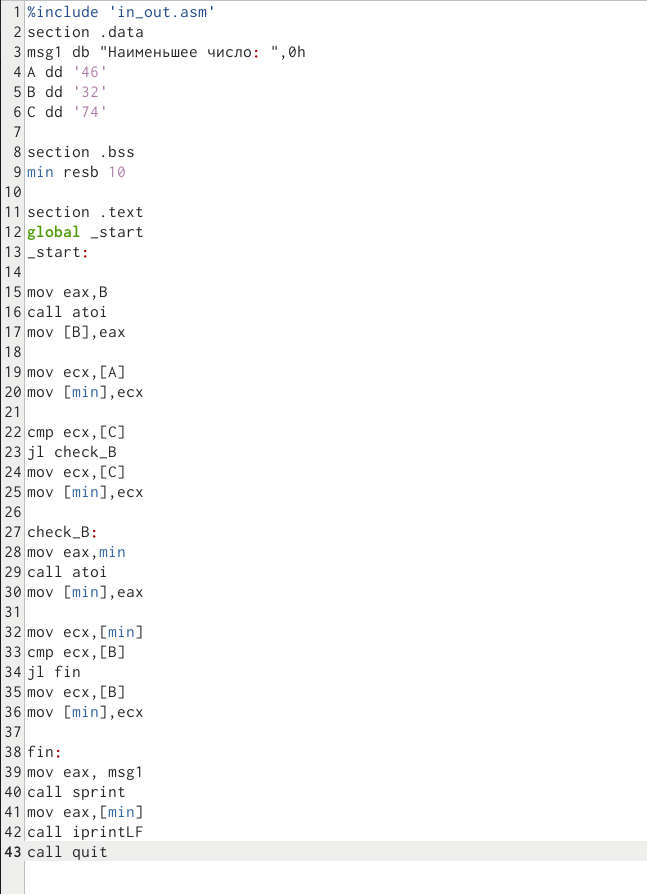 1 %include 'in_out.asm'
2 section .data
3 msg1 db "Наименьшее число: ",0h
4 A dd '46'
5 B dd '32'
6 C dd '74'
7
8 section .bss
9 min resb 10
10
11 section .text
12 global _start
13 _start:
14
15 mov eax,B
16 call atoi
17 mov [B],eax
18
19 mov ecx,[A]
20 mov [min],ecx
21
22 cmp ecx,[C]
23 jl check_B
24 mov ecx,[C]
25 mov [min],ecx
26
27 check_B:
28 mov eax,min
29 call atoi
30 mov [min],eax
31
32 mov ecx,[min]
33 cmp ecx,[B]
34 jl fin
35 mov ecx,[B]
36 mov [min],ecx
37
38 fin:
39 mov eax, msg1
40 call sprint
41 mov eax,[min]
42 call iprintLF
43 call quit